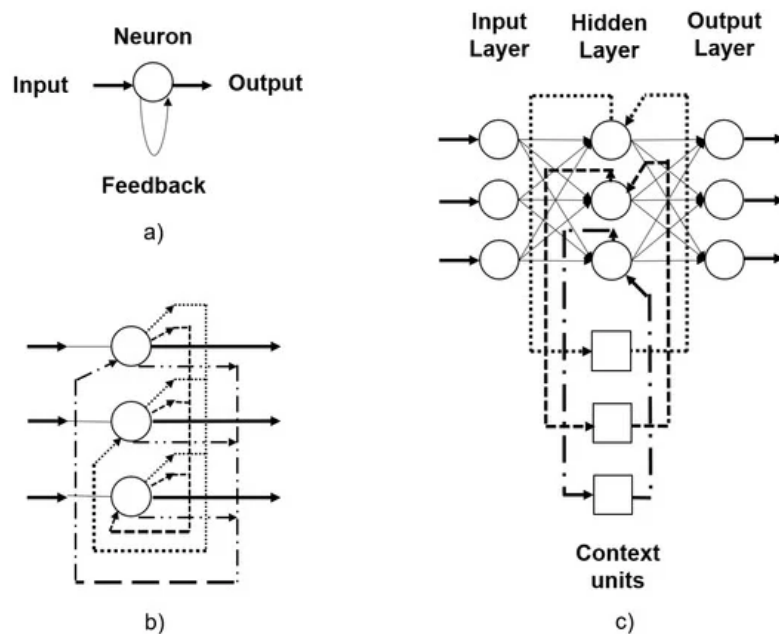 Neuron
Input
Output
Feedback
a)
b)
Input Layer
Hidden Layer
Output Layer
Context
units
c)